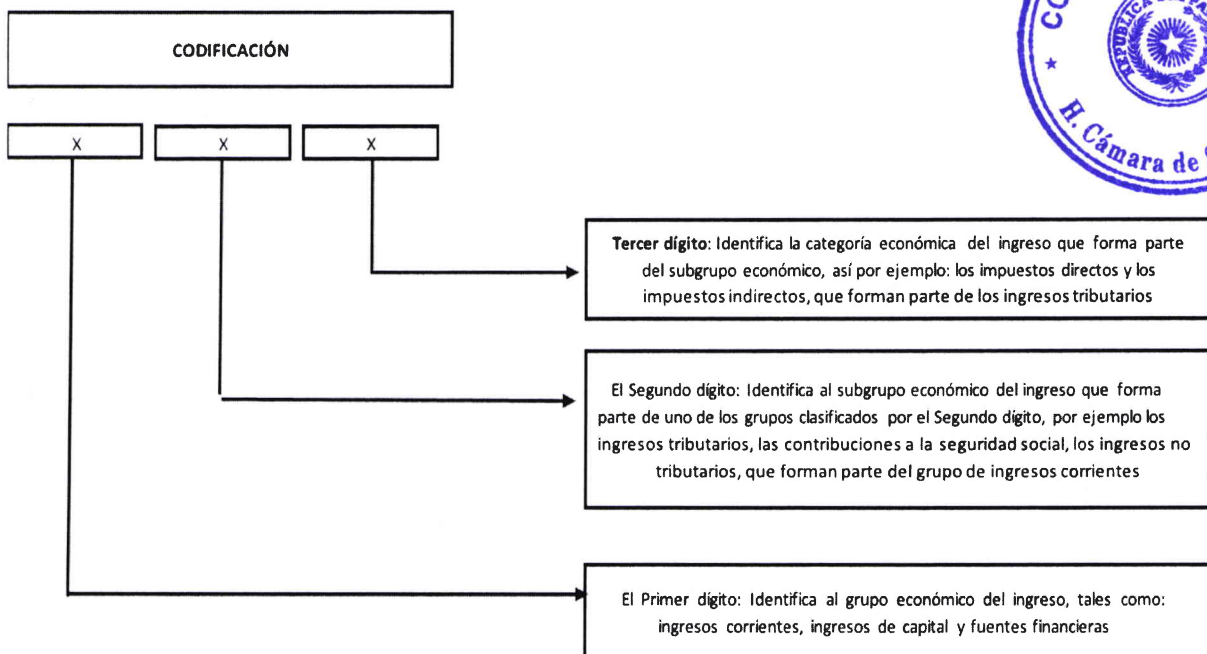 CODIFICACIÓN
X X X
REPUBLICA
H. Cámara de
Tercer dígito: Identifica la categoría económica del ingreso que forma parte
del subgrupo económico, así por ejemplo: los impuestos directos y los
impuestos indirectos, que forman parte de los ingresos tributarios
El Segundo dígito: Identifica al subgrupo económico del ingreso que forma
parte de uno de los grupos clasificados por el Segundo dígito, por ejemplo los
ingresos tributarios, las contribuciones a la seguridad social, los ingresos no
tributarios, que forman parte del grupo de ingresos corrientes
El Primer dígito: Identifica al grupo económico del ingreso, tales como:
ingresos corrientes, ingresos de capital y fuentes financieras